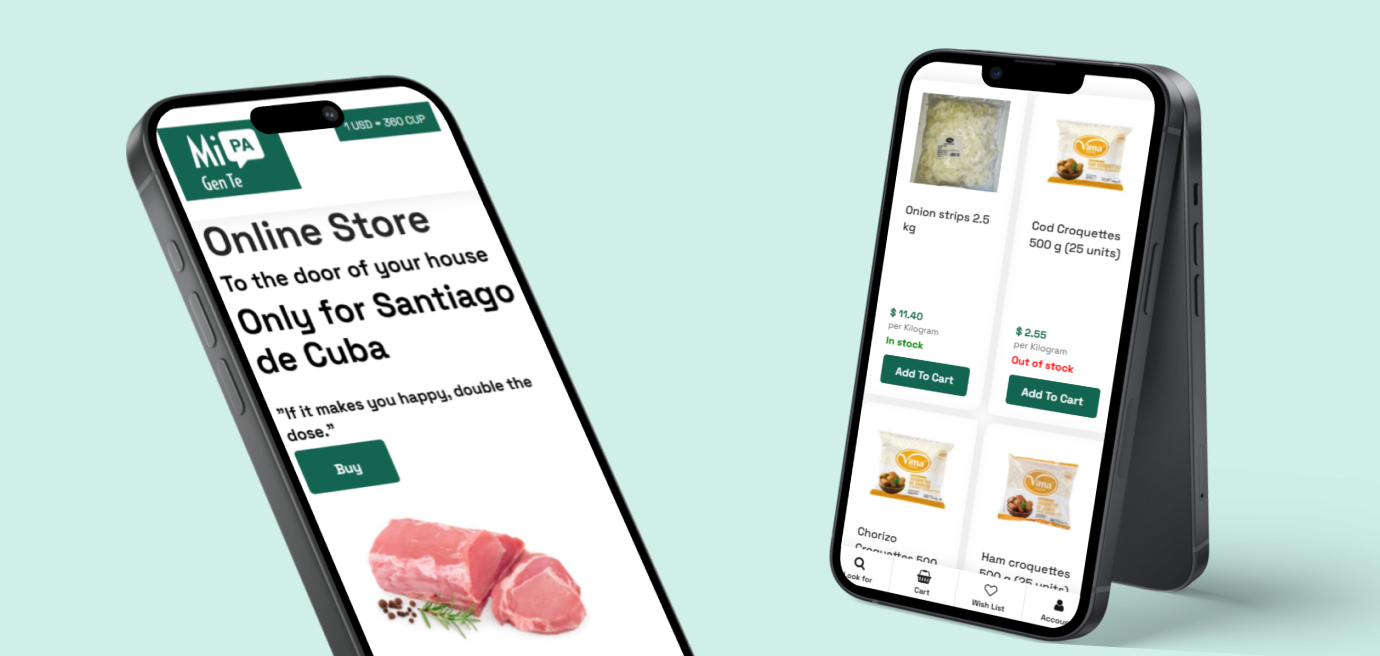 Mi PA
Gen Te
1 USD = 360 CUP
Online Store
To the door of your house
Only for Santiago
de Cuba
"If it makes you happy, double the
dose."
Buy
Onion strips 2.5
kg
$ 11.40
per Kilogram
In stock
Add To Cart
Vima
Cod Croquettes
500 g (25 units)
$ 2.55
per Kilogram
Out of stock
Add To Cart
Vima
Chorizo
Croquettes 500
Vima
Ham croquettes
500 g (25 units)
Look for
Cart
Wish List